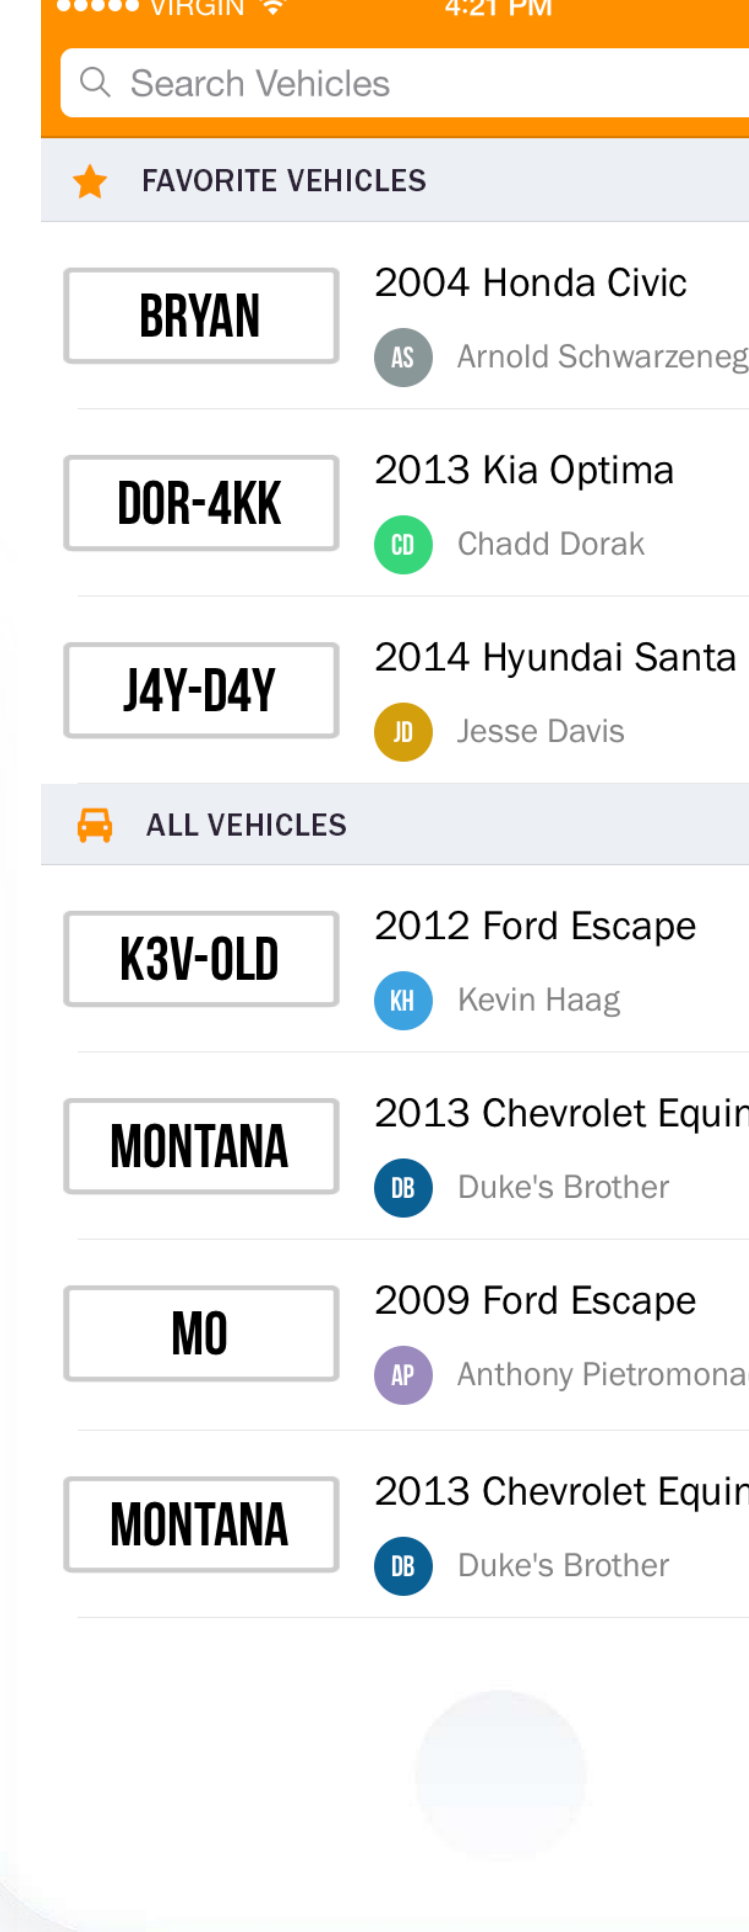 VIRGIN 4:21 PM
Search Vehicles
FAVORITE VEHICLES
BRYAN
2004 Honda Civic
AS Arnold Schwarzeneg
DOR-4KK
2013 Kia Optima
CD Chadd Dorak
J4Y-D4Y
2014 Hyundai Santa
JD Jesse Davis
ALL VEHICLES
K3V-OLD
2012 Ford Escape
KH Kevin Haag
MONTANA
2013 Chevrolet Equin
DB Duke's Brother
MO
2009 Ford Escape
AP Anthony Pietromona
MONTANA
2013 Chevrolet Equin
DB Duke's Brother